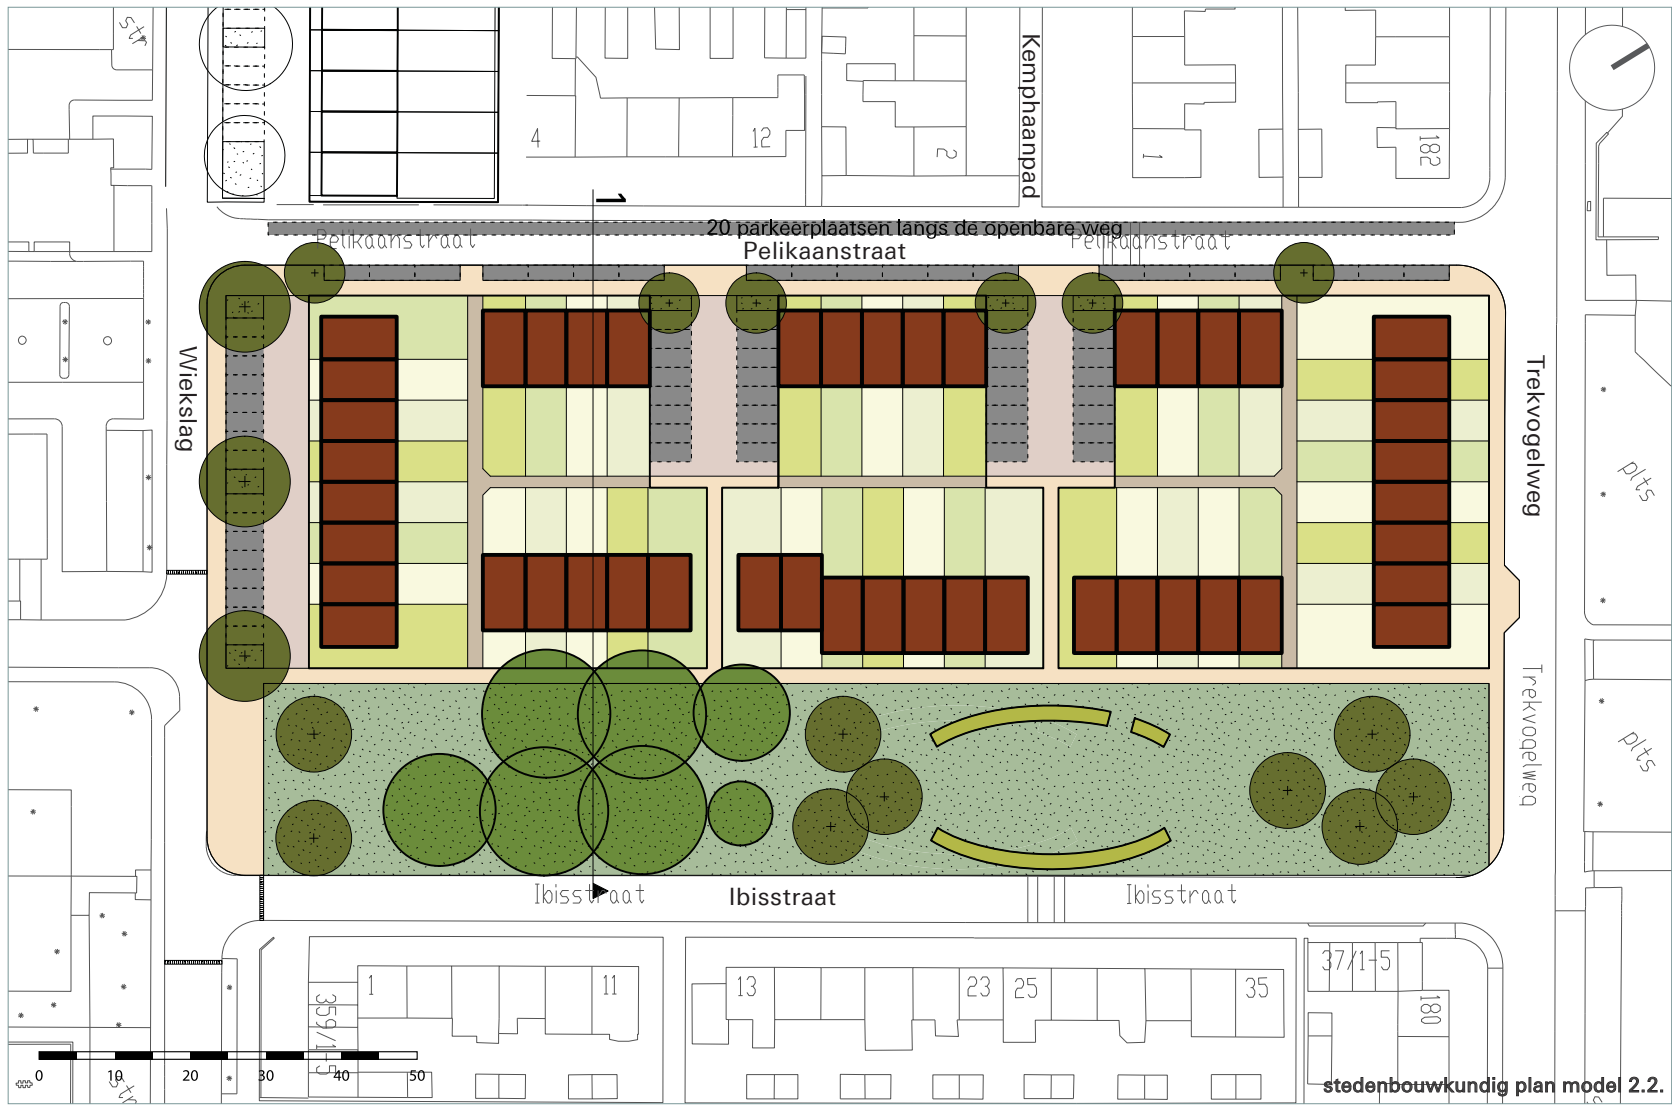 str
4
12
2
Kemphaanpad
1
182
1
20 parkeerplaatsen langs de openbare weg
Pelikaanstraat
Pelikaanstraat
Pelikaanstraat
Wiekslag
Trekvogelweg
plts
Trekvogelweg
plts
Ibisstraat
Ibisstraat
Ibisstraat
1
11
13
23
25
35
37/1-5
359/1-5
180
0
10
20
30
40
50
str
stedenbouwkundig plan model 2.2.